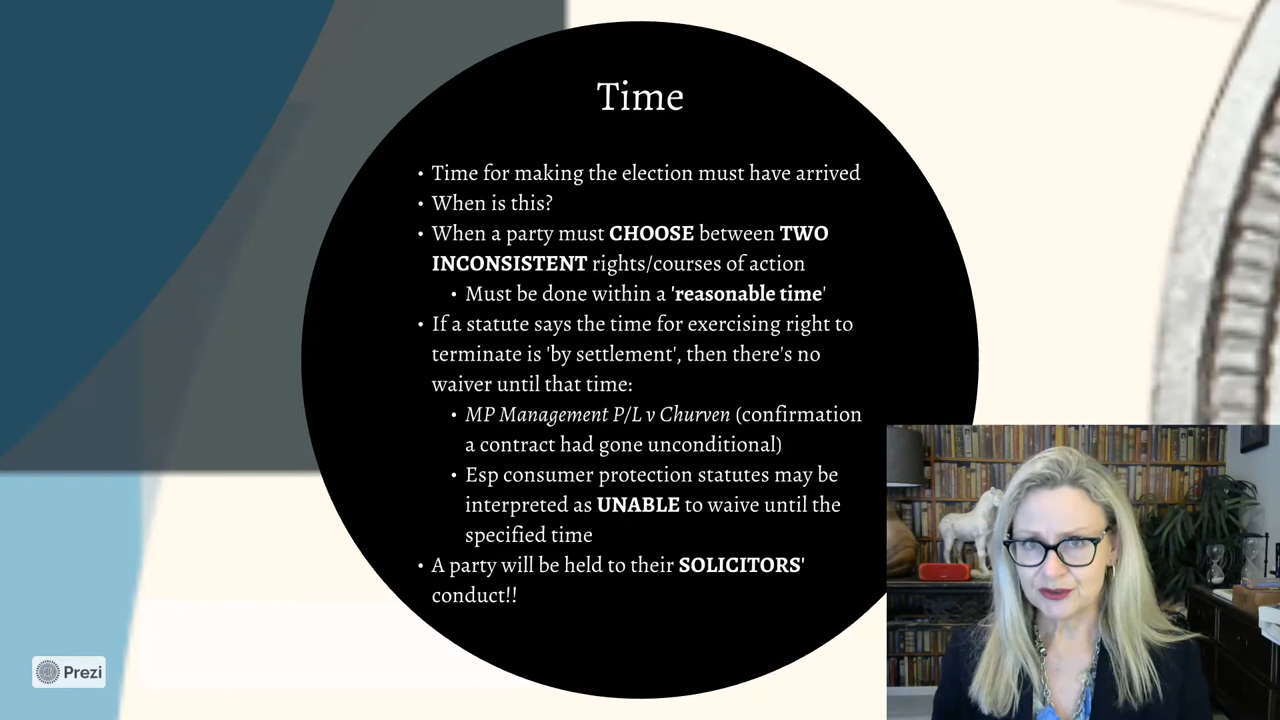 Time
• Time for making the election must have arrived
• When is this?
• When a party must CHOOSE between TWO
INCONSISTENT rights/courses of action
• Must be done within a 'reasonable time'
• If a statute says the time for exercising right to
terminate is 'by settlement', then there's no
waiver until that time:
• MP Management P/L v Churven (confirmation
a contract had gone unconditional)
• Esp consumer protection statutes may be
interpreted as UNABLE to waive until the
specified time
• A party will be held to their SOLICITORS'
conduct!!
Prezi